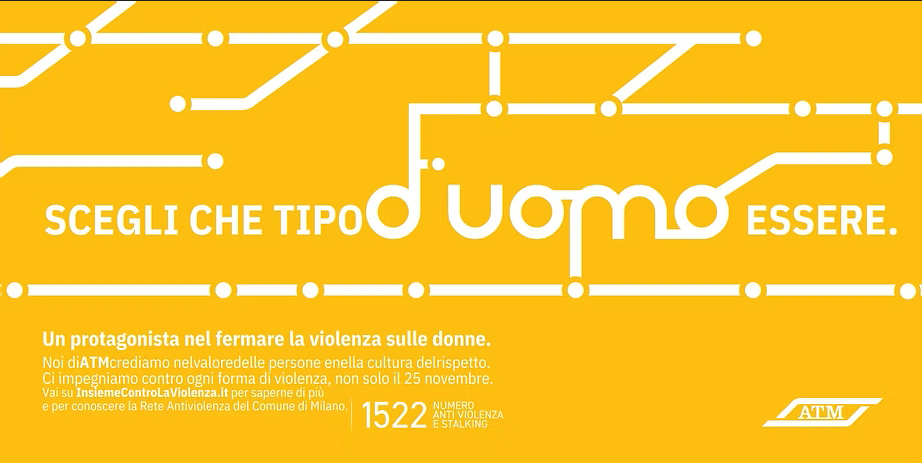 SCEGLI CHE TIPO d'uomo ESSERE.
Un protagonista nel fermare la violenza sulle donne.
Noi diATMcrediamo nelvaloredelle persone enella cultura delrispetto.
Ci impegniamo contro ogni forma di violenza, non solo il 25 novembre.
Vai su InsiemeControLaViolenza.it per saperne di più
e per conoscere la Rete Antiviolenza del Comune di Milano.
1522
NUMERO
ANTI VIOLENZA
E STALKING
ATM